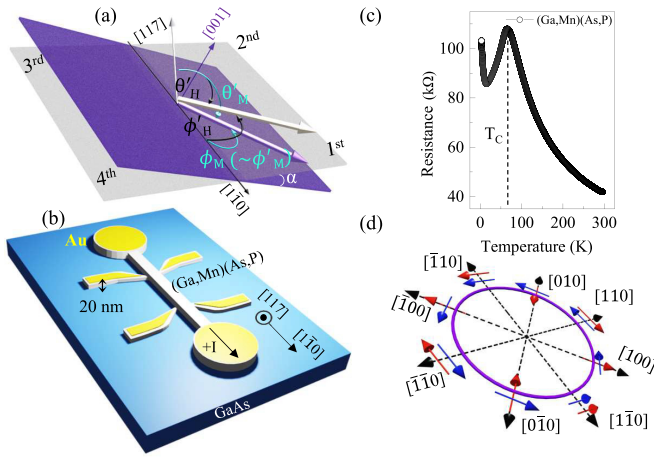 (a)
[117]
[001]
2nd
3rd
θ′H
θ′M
ϕ′H
1st
ϕM (~ϕ′M)
4th
[11̅0]
α
(b)
Au
(Ga,Mn)(As,P)
20 nm
[117]
+I
[11̅0]
GaAs
(c)
(Ga,Mn)(As,P)
Resistance (kΩ)
100
80
60
40
TC
0
100
200
300
Temperature (K)
(d)
[1̅10]
[010]
[1̅00]
[110]
[100]
[1̅1̅0]
[01̅0]
[11̅0]